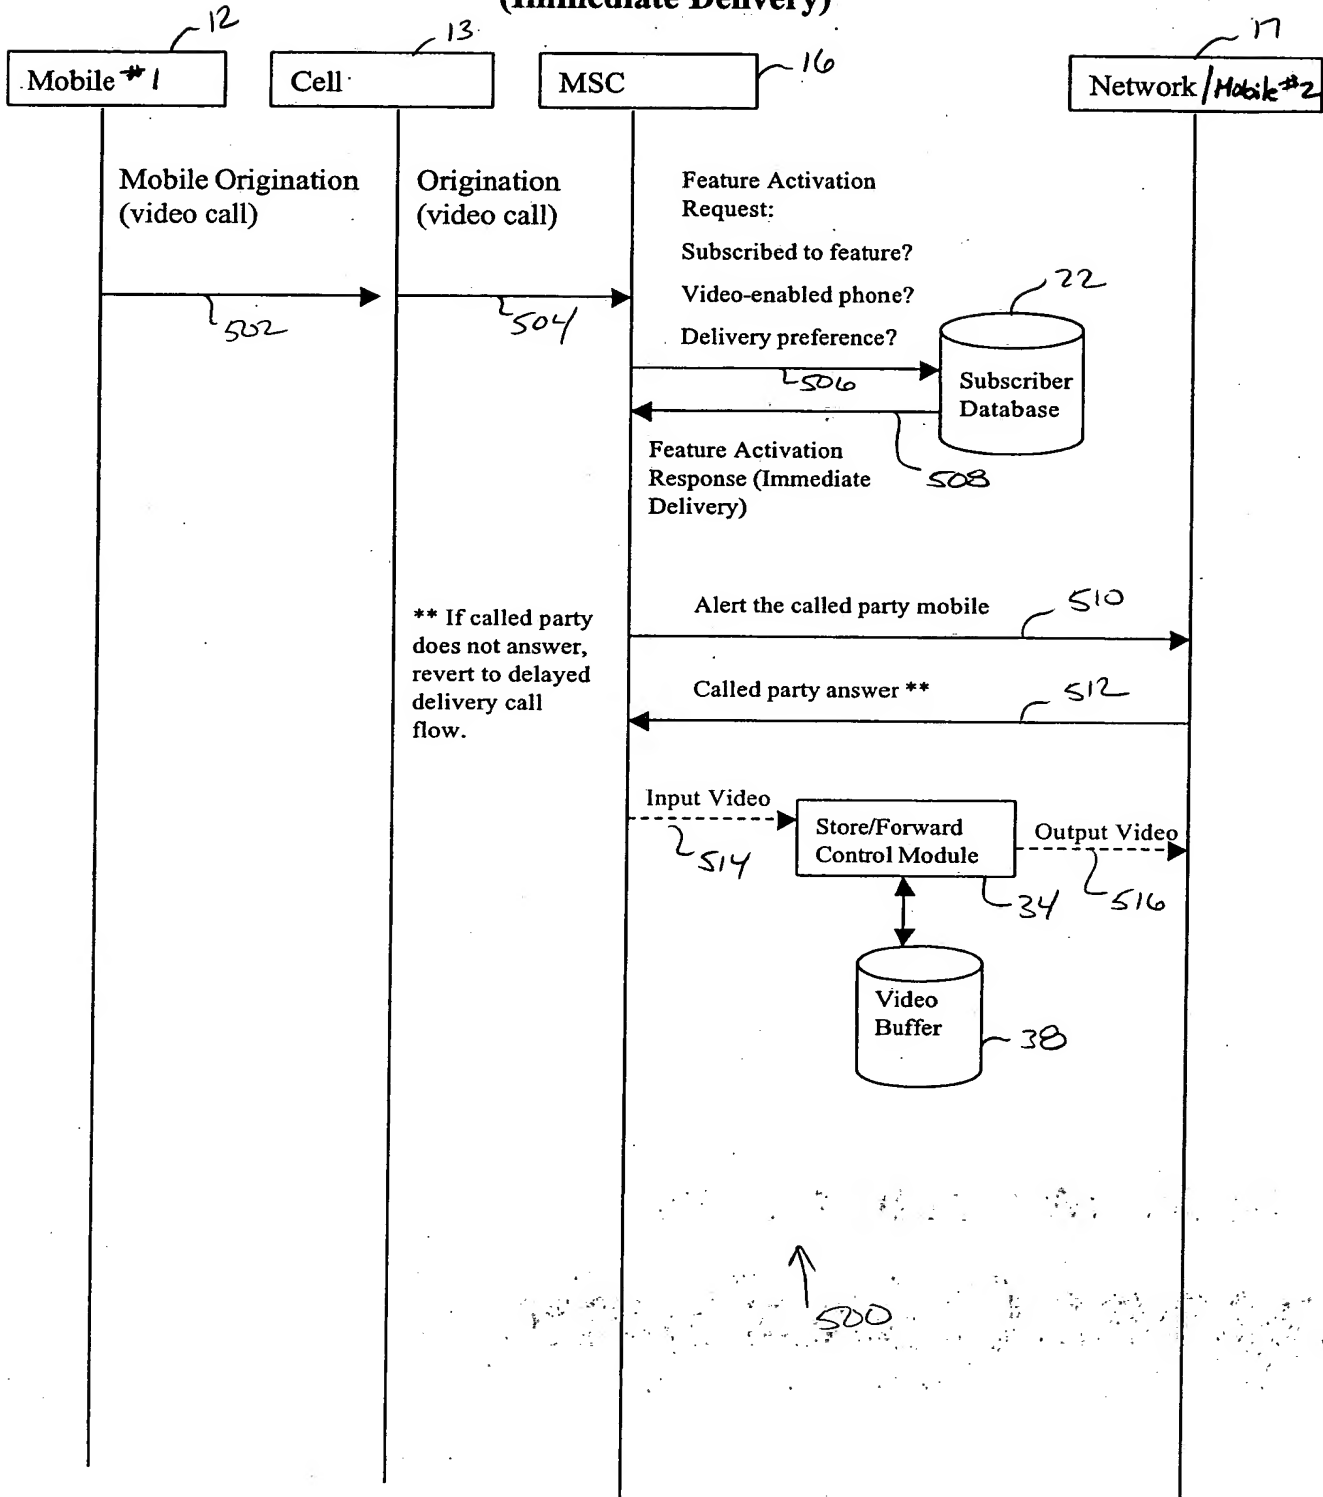 (Immediate Delivery)
12
13
16
17
Mobile #1
Cell
MSC
Network/Mobile #2
Mobile Origination
(video call)
Origination
(video call)
Feature Activation
Request:
Subscribed to feature?
Video-enabled phone?
Delivery preference?
502
504
506
22
Subscriber
Database
508
Feature Activation
Response (Immediate
Delivery)
** If called party
does not answer,
revert to delayed
delivery call
flow.
Alert the called party mobile
510
Called party answer **
512
Input Video
514
Store/Forward
Control Module
34
Output Video
516
Video
Buffer
38
500